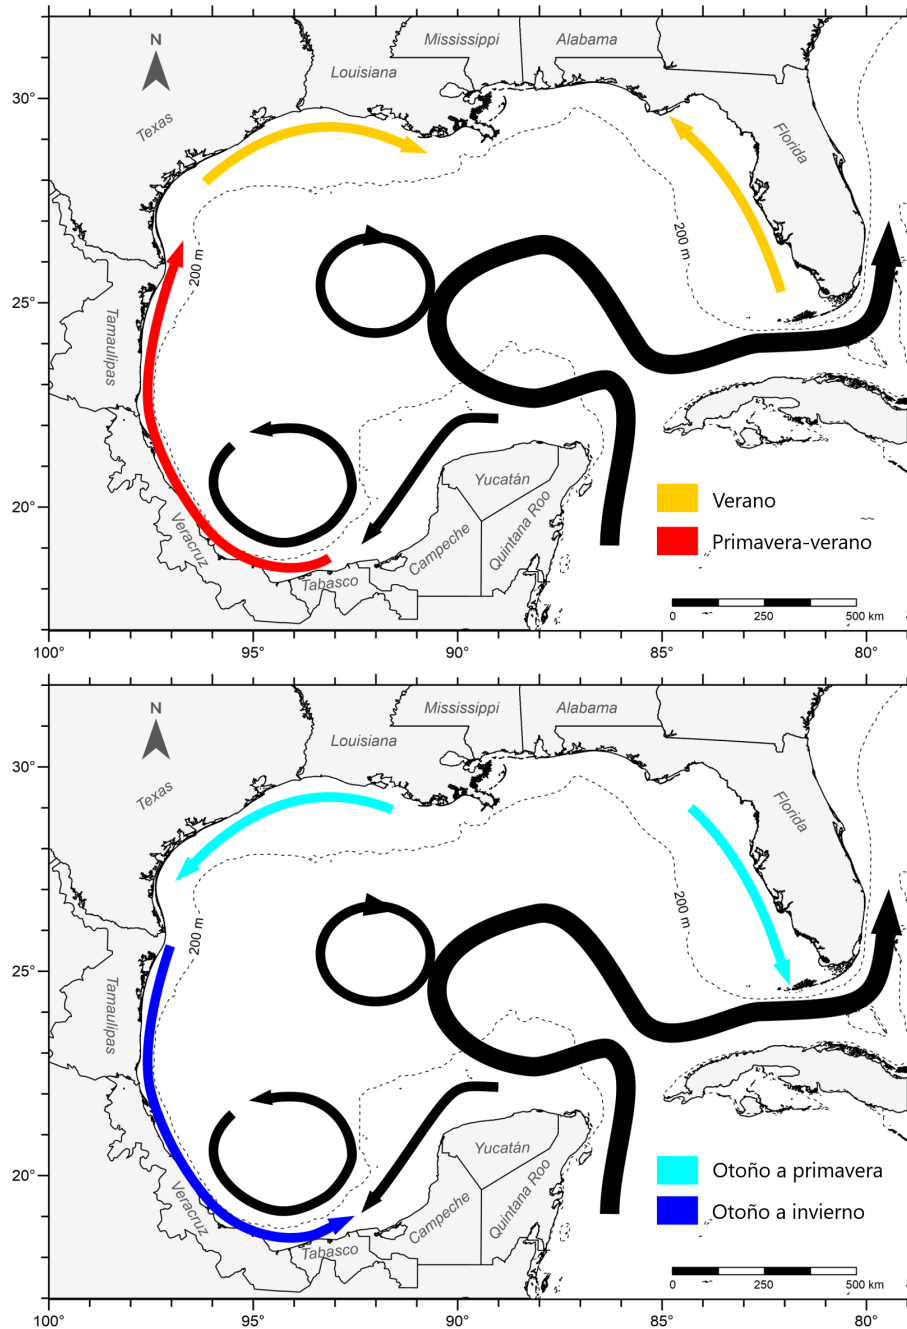 N
Mississippi
Alabama
Louisiana
Texas
Florida
30°
200 m
200 m
25°
Tamaulipas
Yucatán
Verano
20°
Veracruz
Campeche
Quintana Roo
Primavera-verano
Tabasco
0
250
500 km
100°
95°
90°
85°
80°
N
Mississippi
Alabama
Louisiana
Texas
Florida
30°
200 m
200 m
25°
Tamaulipas
Yucatán
Otoño a primavera
20°
Veracruz
Campeche
Quintana Roo
Otoño a invierno
Tabasco
0
250
500 km
100°
95°
90°
85°
80°